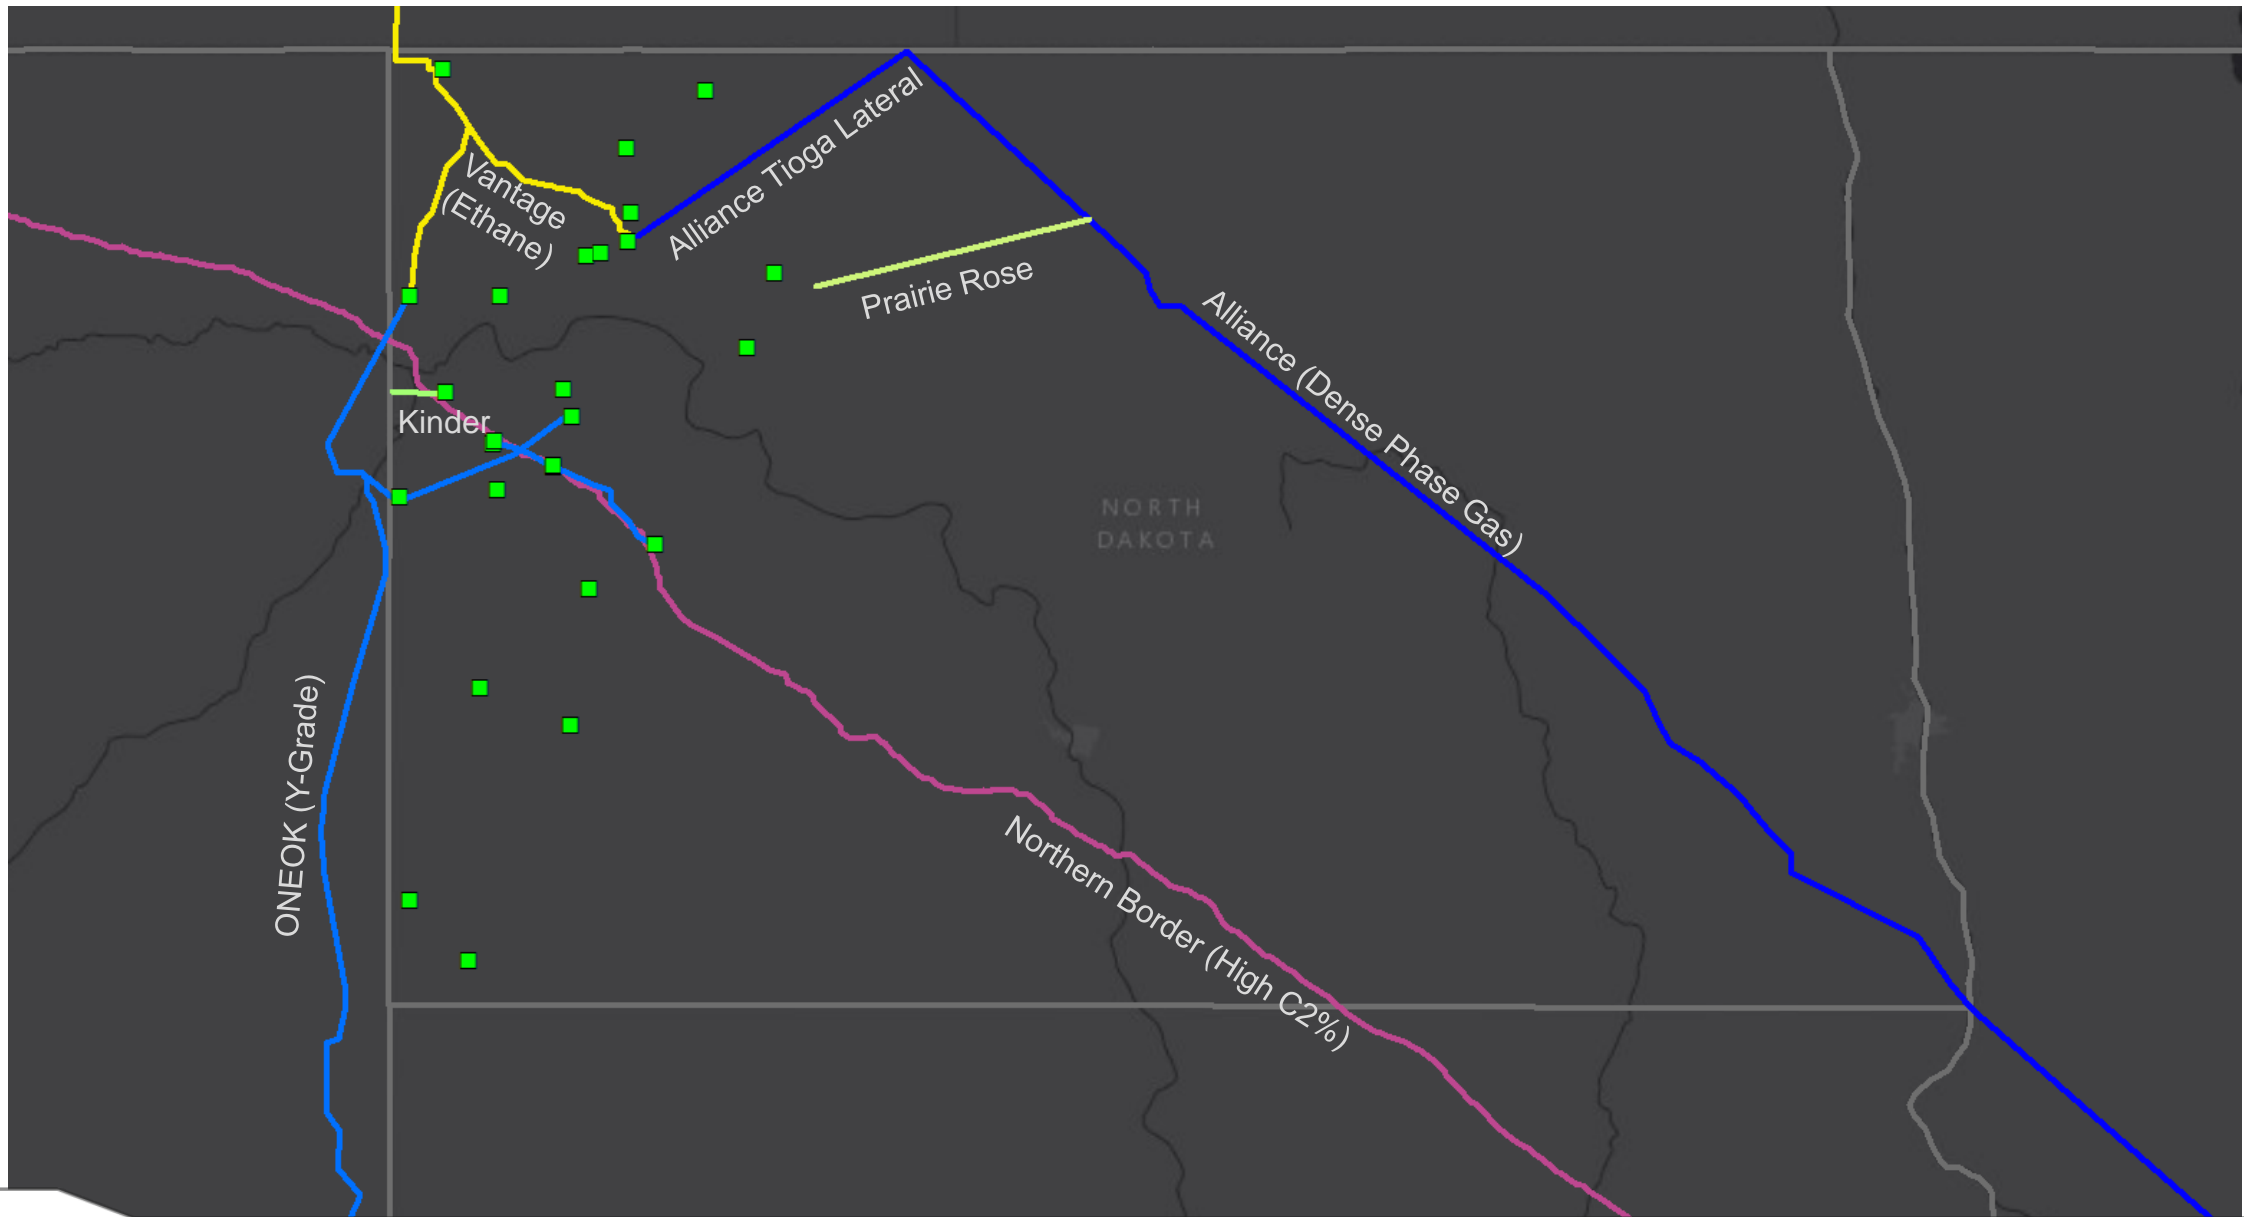 Alliance Tioga Lateral
Vantage
(Ethane)
Prairie Rose
Alliance (Dense Phase Gas)
Kinder
NORTH
DAKOTA
ONEOK (Y-Grade)
Northern Border (High C2%)